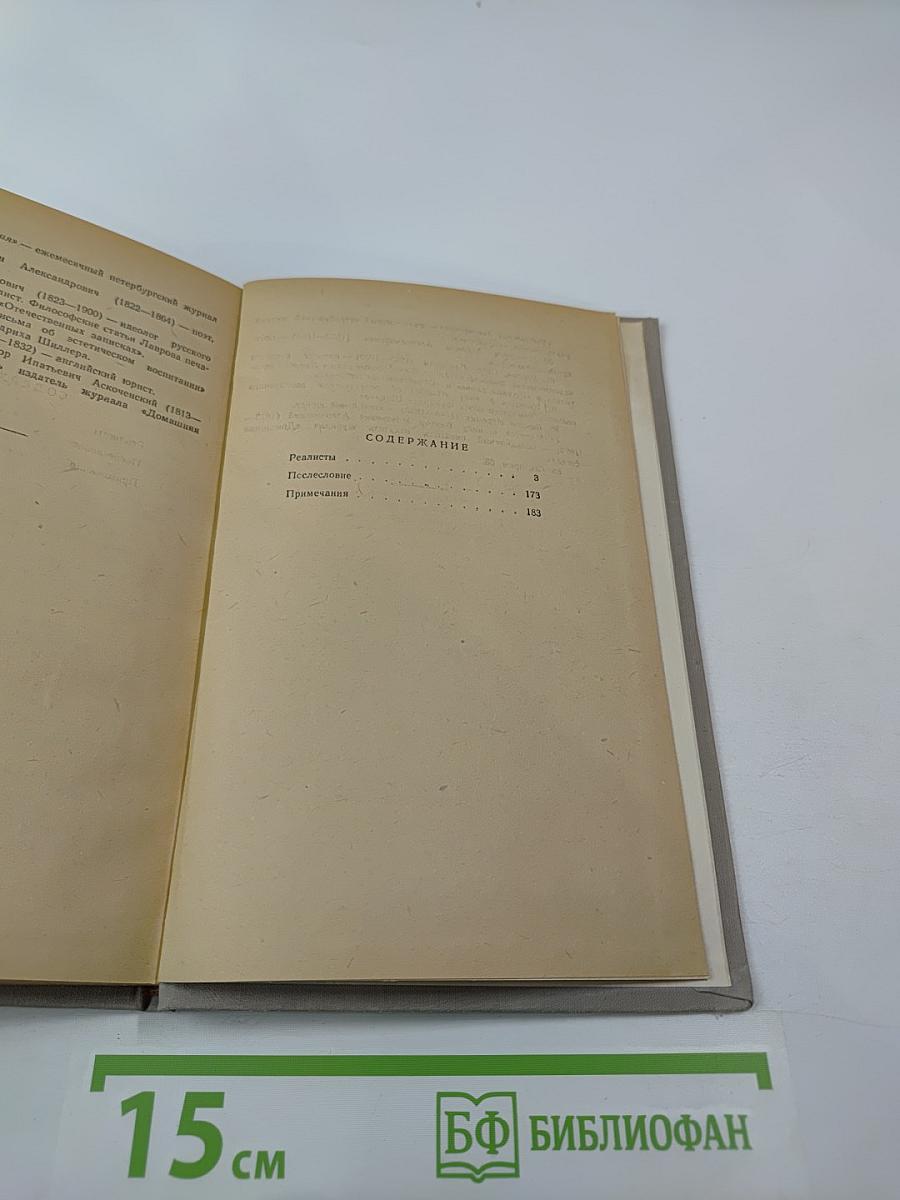 ия» — ежемесячный петербургский журнал
н Александрович (1822—1864) — поэт,
ович (1823—1900) — идеолог русского
лист. Философские статьи Лаврова печа-
«Отечественных записках».
исьма об эстетическом воспитании»
дриха Шиллера.
—1832) — английский юрист.
ор Ипатьевич Аскоченский (1813—
издатель журнала «Домашняя
СОДЕРЖАНИЕ
Реалисты . . . . . . . . . . . . 3
Послесловие . . . . . . . . . . . 173
Примечания . . . . . . . . . . . 183
15 см
БФ БИБЛИОФАН